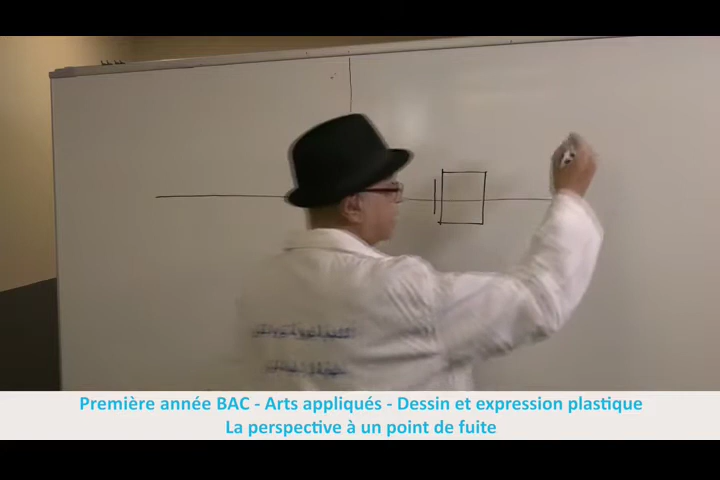 Première année BAC - Arts appliqués - Dessin et expression plastique
La perspective à un point de fuite